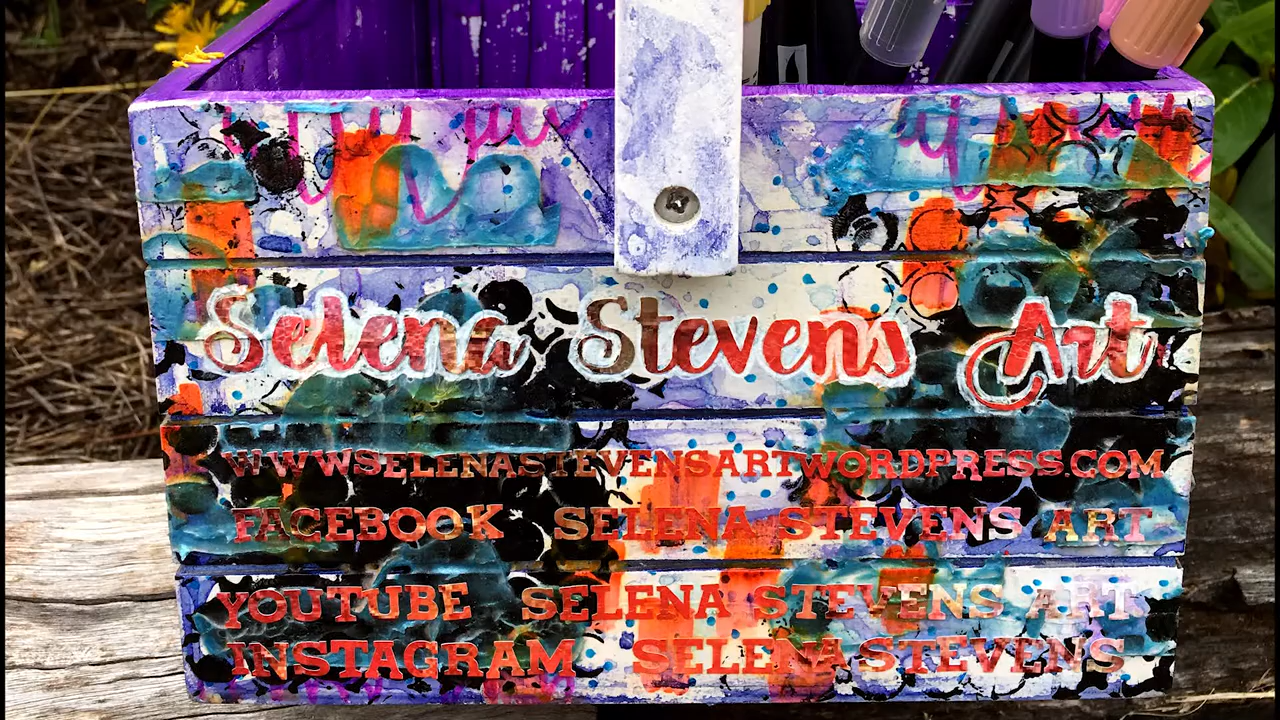 Selena Stevens Art
WWWSELENASTEVENSARTWORDPRESS.COM
FACEBOOK SELENA STEVENS ART
YOUTUBE SELENA STEVENS ART
INSTAGRAM SELENA STEVENS